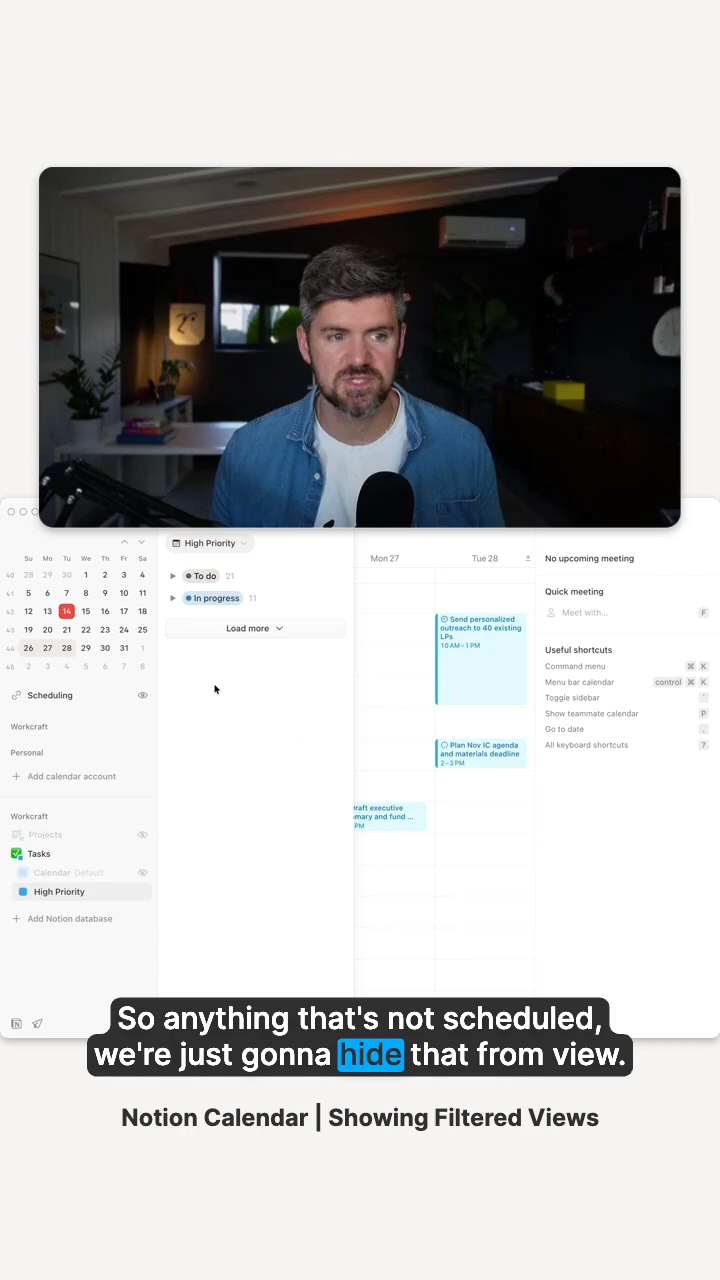 High Priority
To do 21
In progress 11
Load more
Mon 27
Tue 28
Send personalized
outreach to 40 existing
LPs
10 AM – 1 PM
Plan Nov IC agenda
and materials deadline
2 – 3 PM
raft executive
mary and fund ...
PM
No upcoming meeting
Quick meeting
Meet with... F
Useful shortcuts
Command menu ⌘ K
Menu bar calendar control ⌘ K
Toggle sidebar `
Show teammate calendar P
Go to date .
All keyboard shortcuts ?
Su Mo Tu We Th Fr Sa
40 28 29 30 1 2 3 4
41 5 6 7 8 9 10 11
42 12 13 14 15 16 17 18
43 19 20 21 22 23 24 25
44 26 27 28 29 30 31 1
45 2 3 4 5 6 7 8
Scheduling
Workcraft
Personal
+ Add calendar account
Workcraft
Projects
Tasks
Calendar Default
High Priority
+ Add Notion database
So anything that's not scheduled,
we're just gonna hide that from view.
Notion Calendar | Showing Filtered Views